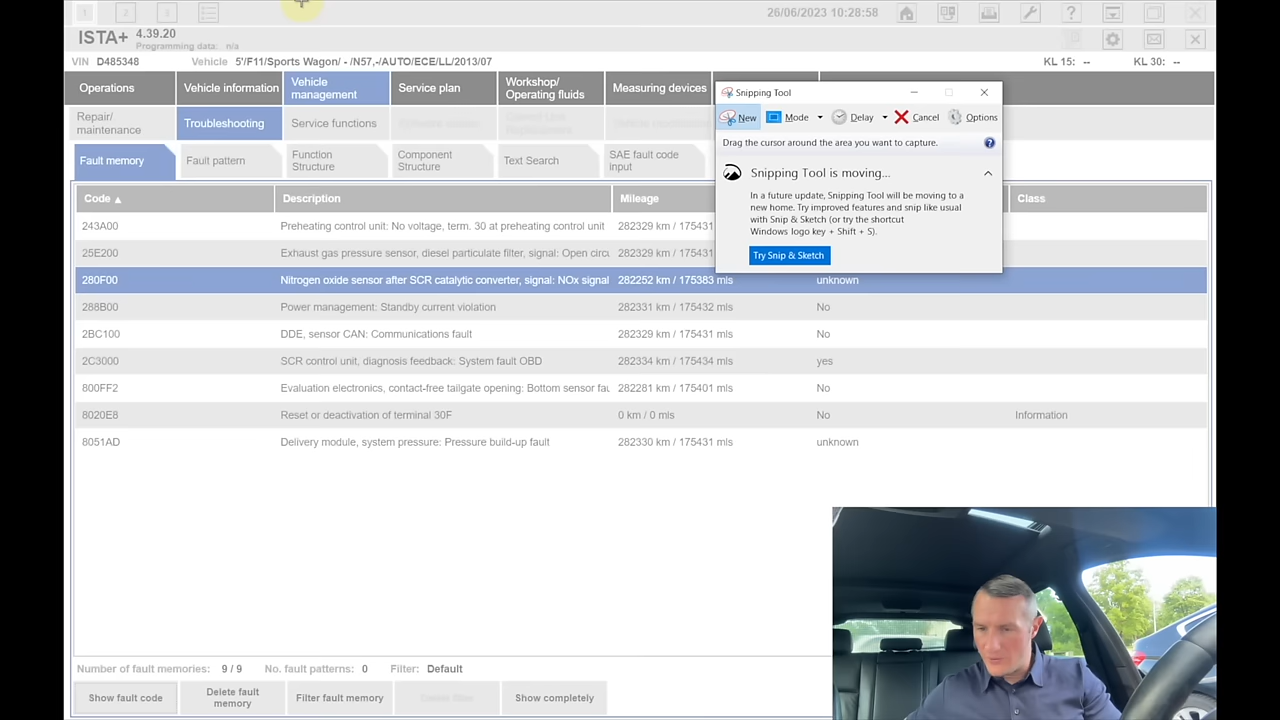 1 2 3 26/06/2023 10:28:58
ISTA+ 4.39.20
Programming data: n/a
VIN D485348 Vehicle 5'/F11/Sports Wagon/ - /N57,-/AUTO/ECE/LL/2013/07 KL 15: -- KL 30: --
Operations
Vehicle information
Vehicle
management
Service plan
Workshop/
Operating fluids
Measuring devices
Repair/
maintenance
Troubleshooting
Service functions
Fault memory
Fault pattern
Function
Structure
Component
Structure
Text Search
SAE fault code
input
Code Description Mileage Class
243A00 Preheating control unit: No voltage, term. 30 at preheating control unit 282329 km / 175431
25E200 Exhaust gas pressure sensor, diesel particulate filter, signal: Open circu 282329 km / 175431
280F00 Nitrogen oxide sensor after SCR catalytic converter, signal: NOx signal 282252 km / 175383 mls unknown
288B00 Power management: Standby current violation 282331 km / 175432 mls No
2BC100 DDE, sensor CAN: Communications fault 282329 km / 175431 mls No
2C3000 SCR control unit, diagnosis feedback: System fault OBD 282334 km / 175434 mls yes
800FF2 Evaluation electronics, contact-free tailgate opening: Bottom sensor fau 282281 km / 175401 mls No
8020E8 Reset or deactivation of terminal 30F 0 km / 0 mls No Information
8051AD Delivery module, system pressure: Pressure build-up fault 282330 km / 175431 mls unknown
Snipping Tool
New Mode Delay Cancel Options
Drag the cursor around the area you want to capture.
Snipping Tool is moving...
In a future update, Snipping Tool will be moving to a
new home. Try improved features and snip like usual
with Snip & Sketch (or try the shortcut
Windows logo key + Shift + S).
Try Snip & Sketch
Number of fault memories: 9 / 9 No. fault patterns: 0 Filter: Default
Show fault code
Delete fault
memory
Filter fault memory
Show completely